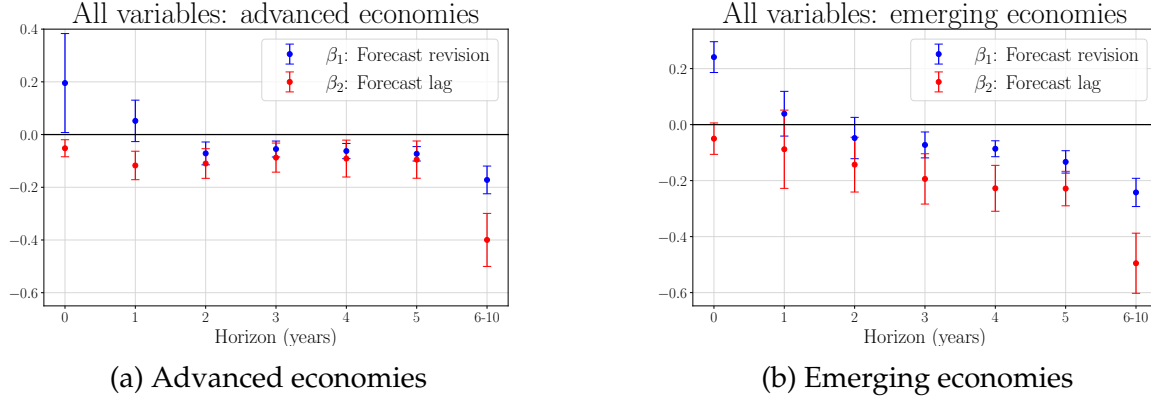 All variables: advanced economies
β₁: Forecast revision
β₂: Forecast lag
0.4
0.2
0.0
−0.2
−0.4
−0.6
0 1 2 3 4 5 6-10
Horizon (years)
(a) Advanced economies
All variables: emerging economies
β₁: Forecast revision
β₂: Forecast lag
0.2
0.0
−0.2
−0.4
−0.6
0 1 2 3 4 5 6-10
Horizon (years)
(b) Emerging economies